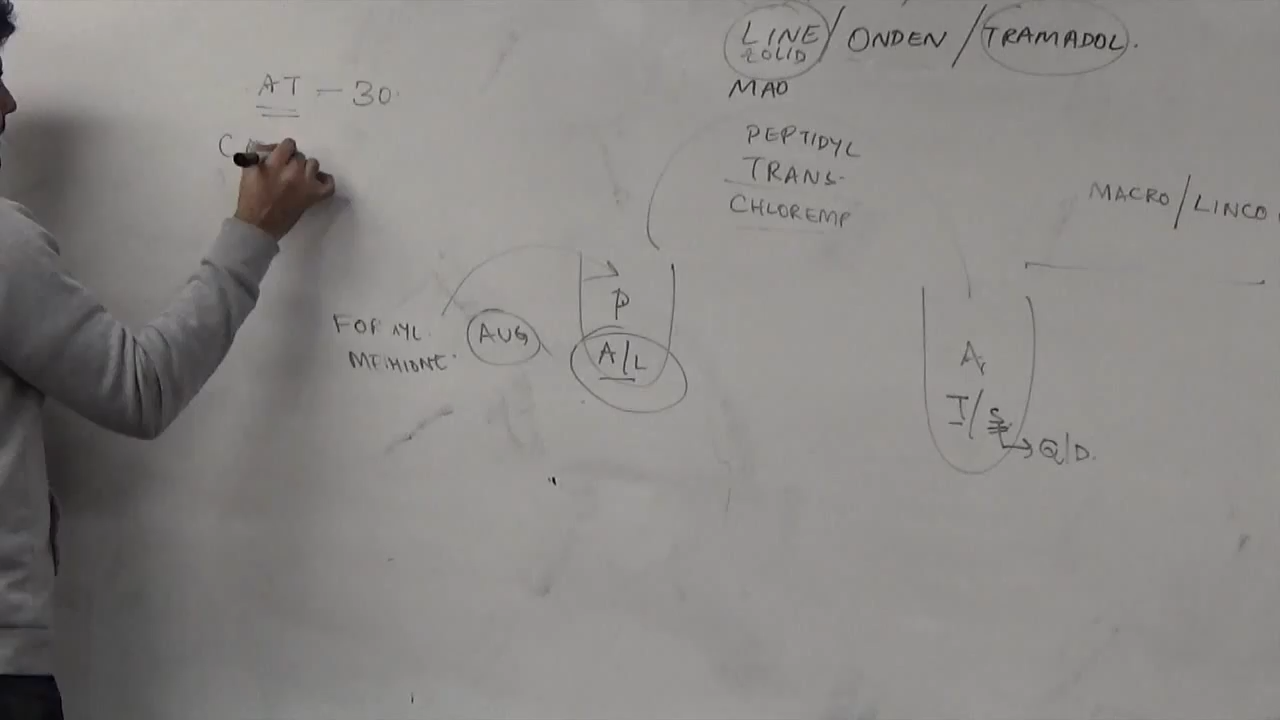 LINE/ONDEN/TRAMADOL.
ZOLID
MAO
AT - 30
C
PEPTIDYL
TRANS-
CHLOREMP
MACRO/LINCO
P
FORMYL
METHIONE
AUG
A/L
A,
I/S
Q/D.